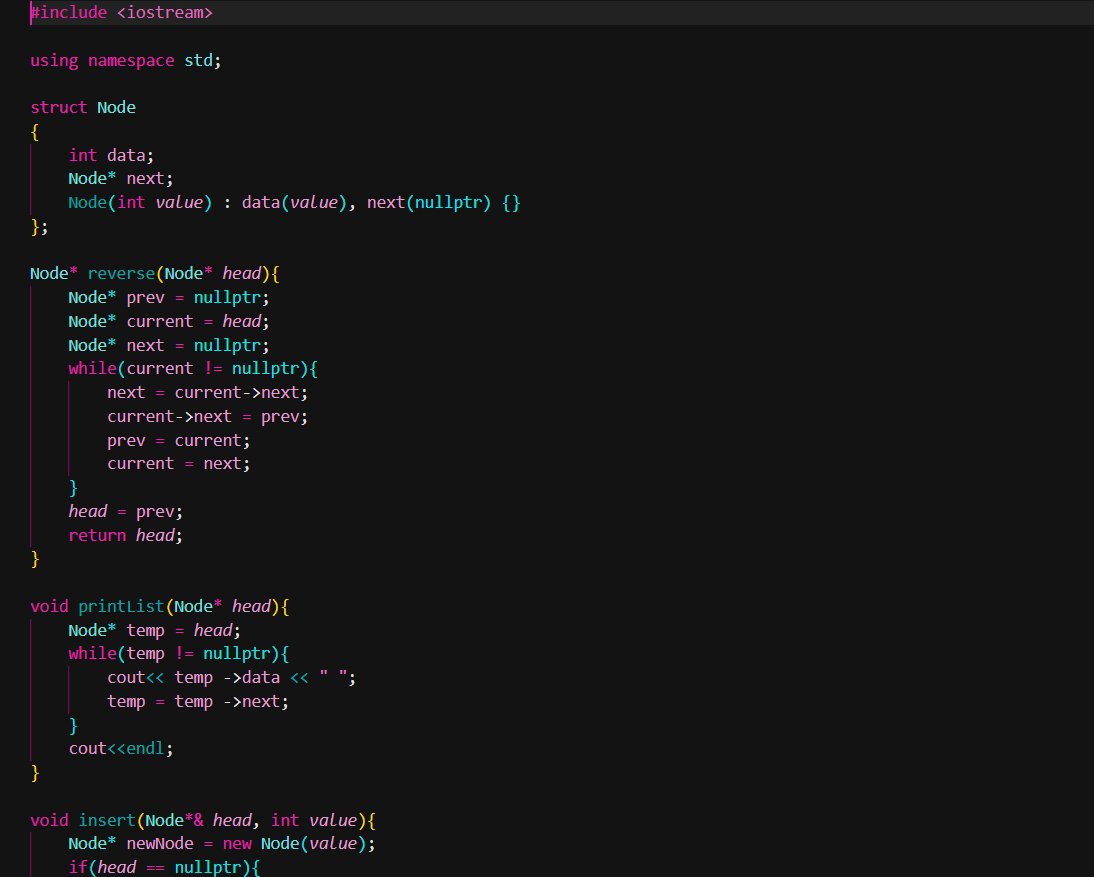 #include <iostream>
using namespace std;
struct Node
{
    int data;
    Node* next;
    Node(int value) : data(value), next(nullptr) {}
};
Node* reverse(Node* head){
    Node* prev = nullptr;
    Node* current = head;
    Node* next = nullptr;
    while(current != nullptr){
        next = current->next;
        current->next = prev;
        prev = current;
        current = next;
    }
    head = prev;
    return head;
}
void printList(Node* head){
    Node* temp = head;
    while(temp != nullptr){
        cout<< temp ->data << " ";
        temp = temp ->next;
    }
    cout<<endl;
}
void insert(Node*& head, int value){
    Node* newNode = new Node(value);
    if(head == nullptr){